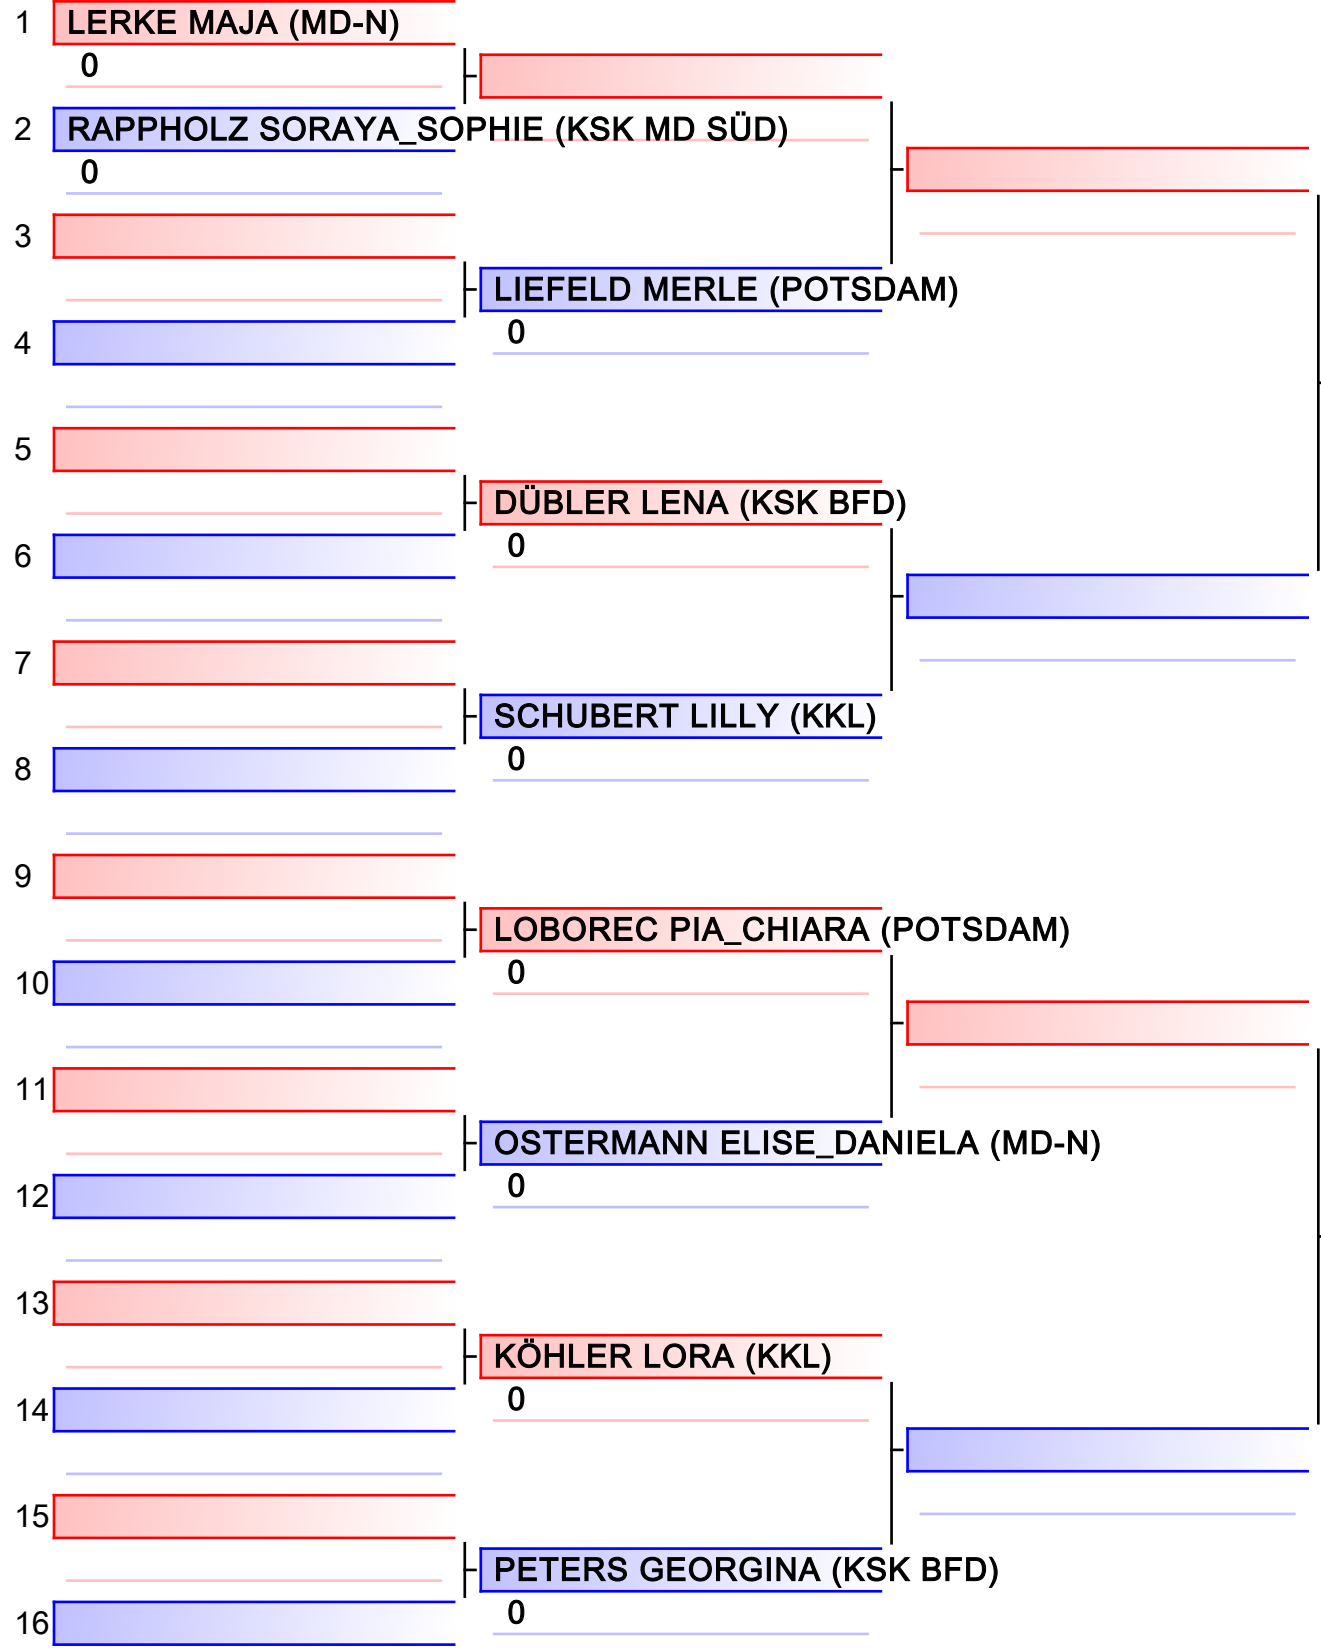 1 LERKE MAJA (MD-N)
0
2 RAPPHOLZ SORAYA_SOPHIE (KSK MD SÜD)
0
3
LIEFELD MERLE (POTSDAM)
0
4
5
DÜBLER LENA (KSK BFD)
0
6
7
SCHUBERT LILLY (KKL)
0
8
9
LOBOREC PIA_CHIARA (POTSDAM)
0
10
11
OSTERMANN ELISE_DANIELA (MD-N)
0
12
13
KÖHLER LORA (KKL)
0
14
15
PETERS GEORGINA (KSK BFD)
0
16